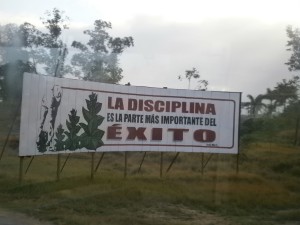 LA DISCIPLINA
ES LA PARTE MÁS IMPORTANTE DEL
ÉXITO